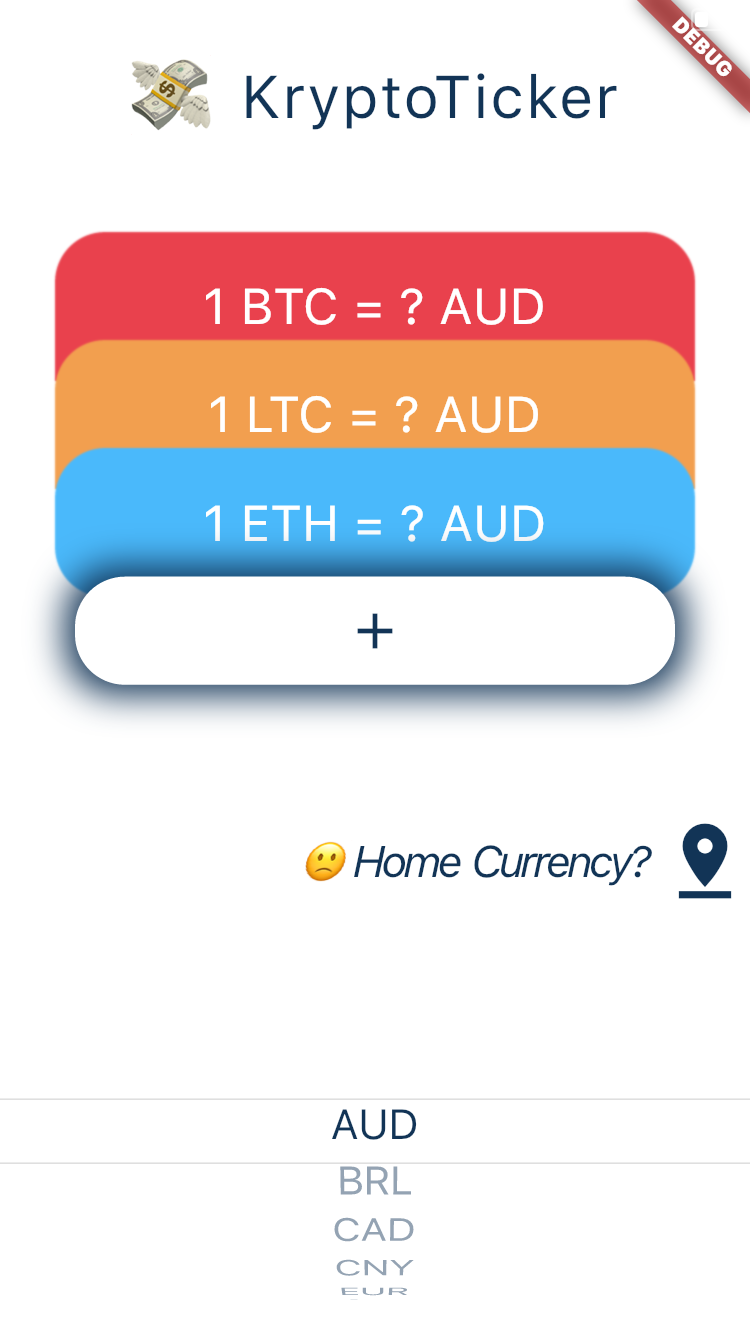 DEBUG
💸 KryptoTicker
1 BTC = ? AUD
1 LTC = ? AUD
1 ETH = ? AUD
+
🫤 Home Currency?
AUD
BRL
CAD
CNY
EUR